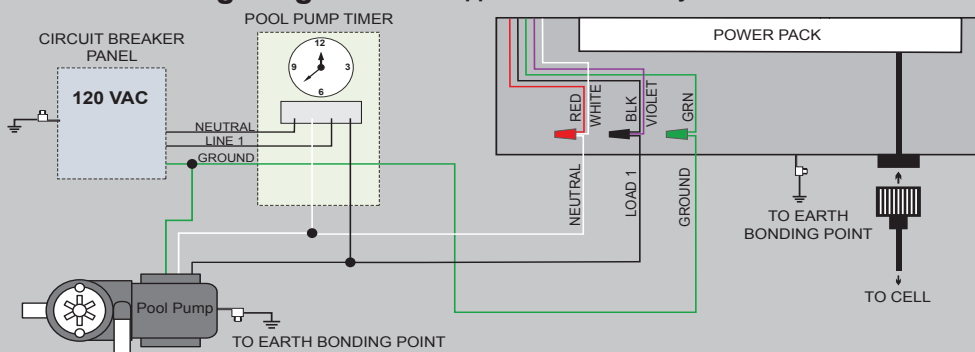 POOL PUMP TIMER
CIRCUIT BREAKER
PANEL
120 VAC
12
9
3
6
NEUTRAL
LINE 1
GROUND
POWER PACK
RED
WHITE
BLK
VIOLET
GRN
NEUTRAL
LOAD 1
GROUND
TO EARTH
BONDING POINT
TO CELL
Pool Pump
TO EARTH BONDING POINT